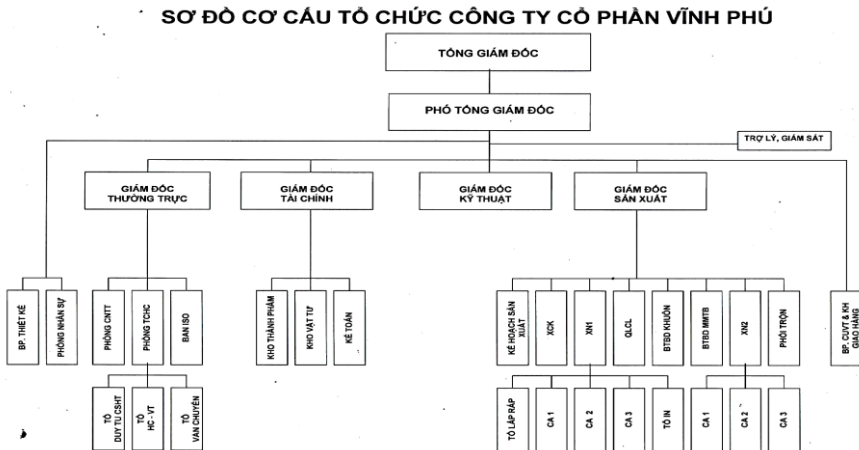 SƠ ĐỒ CƠ CẤU TỔ CHỨC CÔNG TY CỔ PHẦN VĨNH PHÚ
TỔNG GIÁM ĐỐC
PHÓ TỔNG GIÁM ĐỐC
TRỢ LÝ, GIÁM SÁT
GIÁM ĐỐC
THƯỜNG TRỰC
GIÁM ĐỐC
TÀI CHÍNH
GIÁM ĐỐC
KỸ THUẬT
GIÁM ĐỐC
SẢN XUẤT
BP. THIẾT KẾ
PHÒNG NHÂN SỰ
PHÒNG CNTT
PHÒNG TCHC
BAN ISO
KHO THÀNH PHẨM
KHO VẬT TƯ
KẾ TOÁN
KẾ HOẠCH SẢN
XUẤT
XCK
XN1
QLCL
BTBD KHUÔN
BTBD MMTB
XN2
PHỐI TRỘN
BP. CUVT & KH
GIAO HÀNG
TỔ
DUY TU CSHT
TỔ
HC - VT
TỔ
VẬN CHUYỂN
TỔ LẮP RÁP
CA 1
CA 2
CA 3
TỔ IN
CA 1
CA 2
CA 3